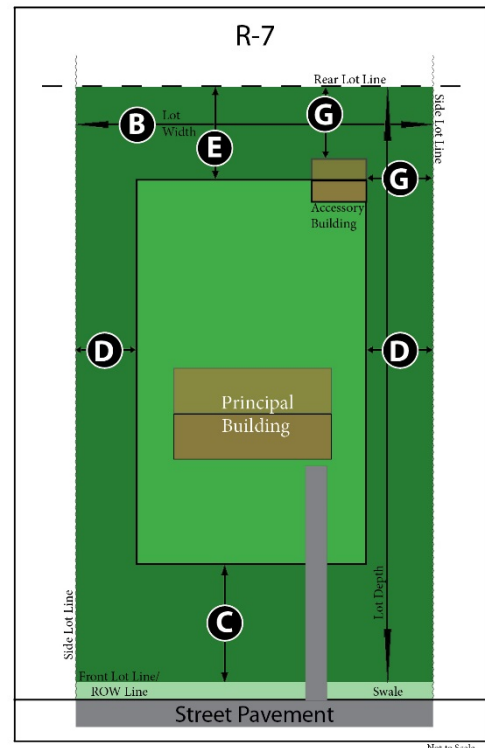 R-7
Rear Lot Line
Side Lot Line
B
Lot
Width
G
E
G
Accessory
Building
D
D
Principal
Building
Lot Depth
C
Side Lot Line
Front Lot Line/
ROW Line
Swale
Street Pavement
Not to Scale